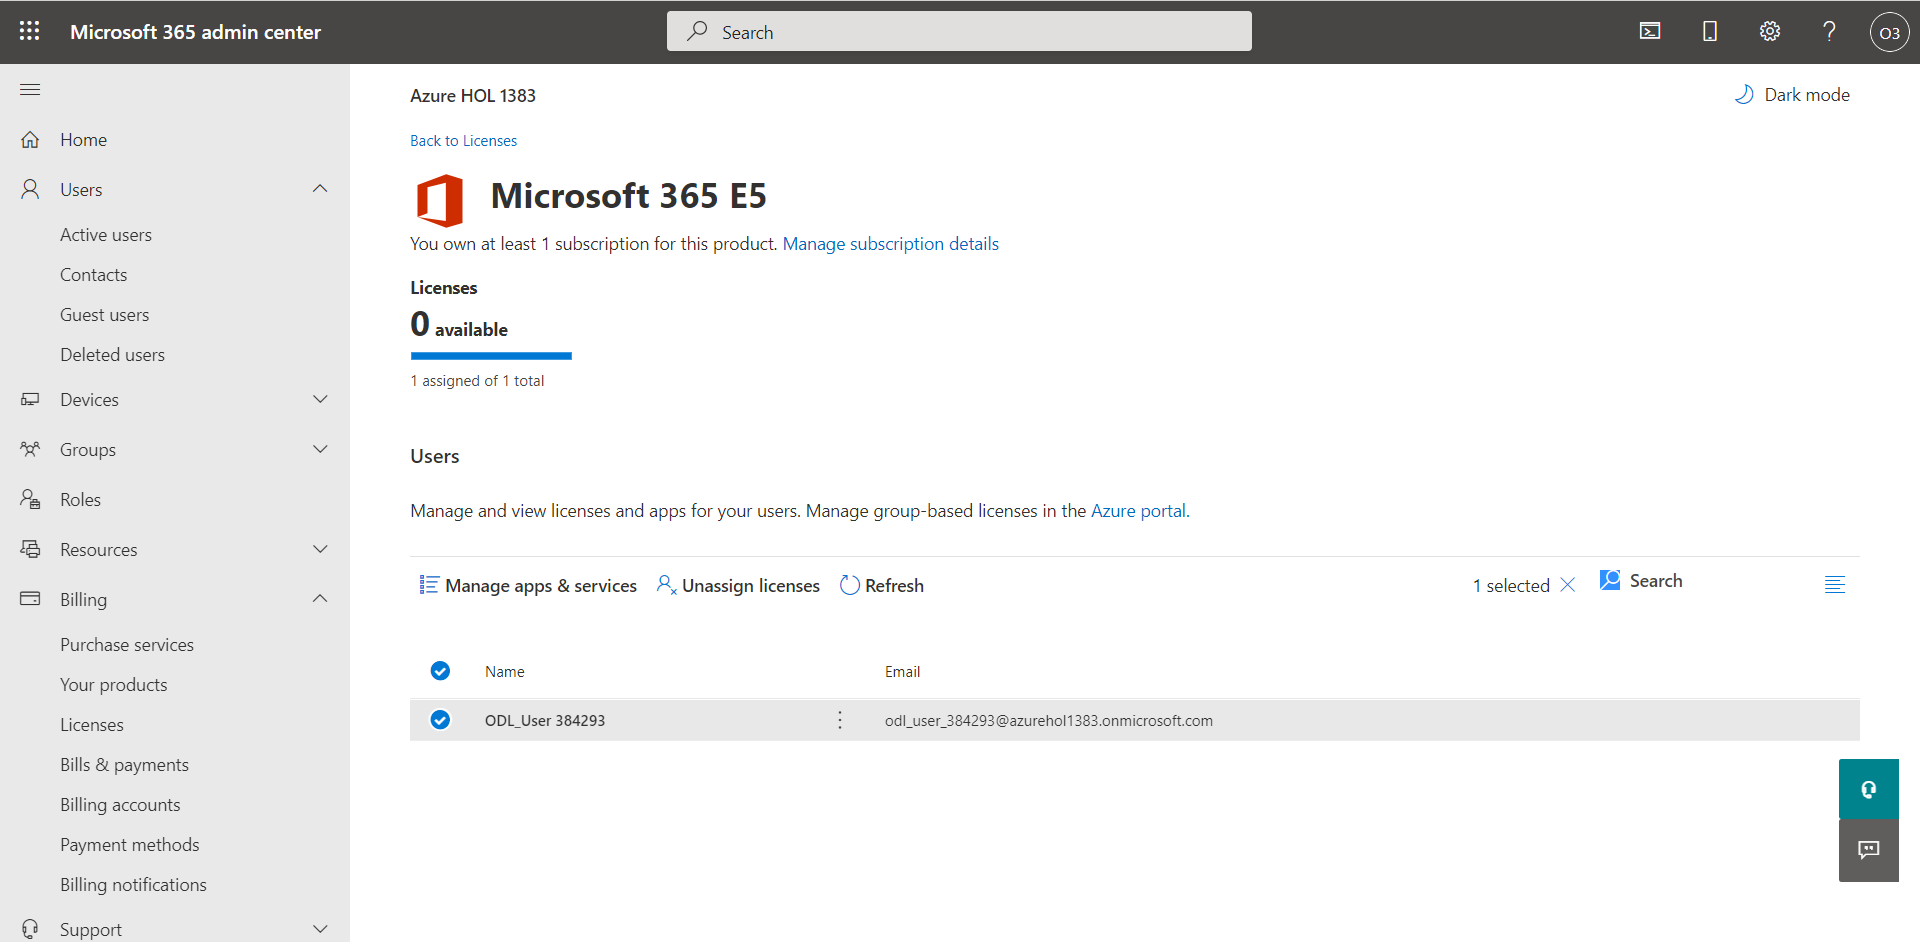 Microsoft 365 admin center
Search
O3
Home
Users
Active users
Contacts
Guest users
Deleted users
Devices
Groups
Roles
Resources
Billing
Purchase services
Your products
Licenses
Bills & payments
Billing accounts
Payment methods
Billing notifications
Support
Azure HOL 1383
Dark mode
Back to Licenses
Microsoft 365 E5
You own at least 1 subscription for this product. Manage subscription details
Licenses
0 available
1 assigned of 1 total
Users
Manage and view licenses and apps for your users. Manage group-based licenses in the Azure portal.
Manage apps & services Unassign licenses Refresh 1 selected Search
Name Email
ODL_User 384293 odl_user_384293@azurehol1383.onmicrosoft.com